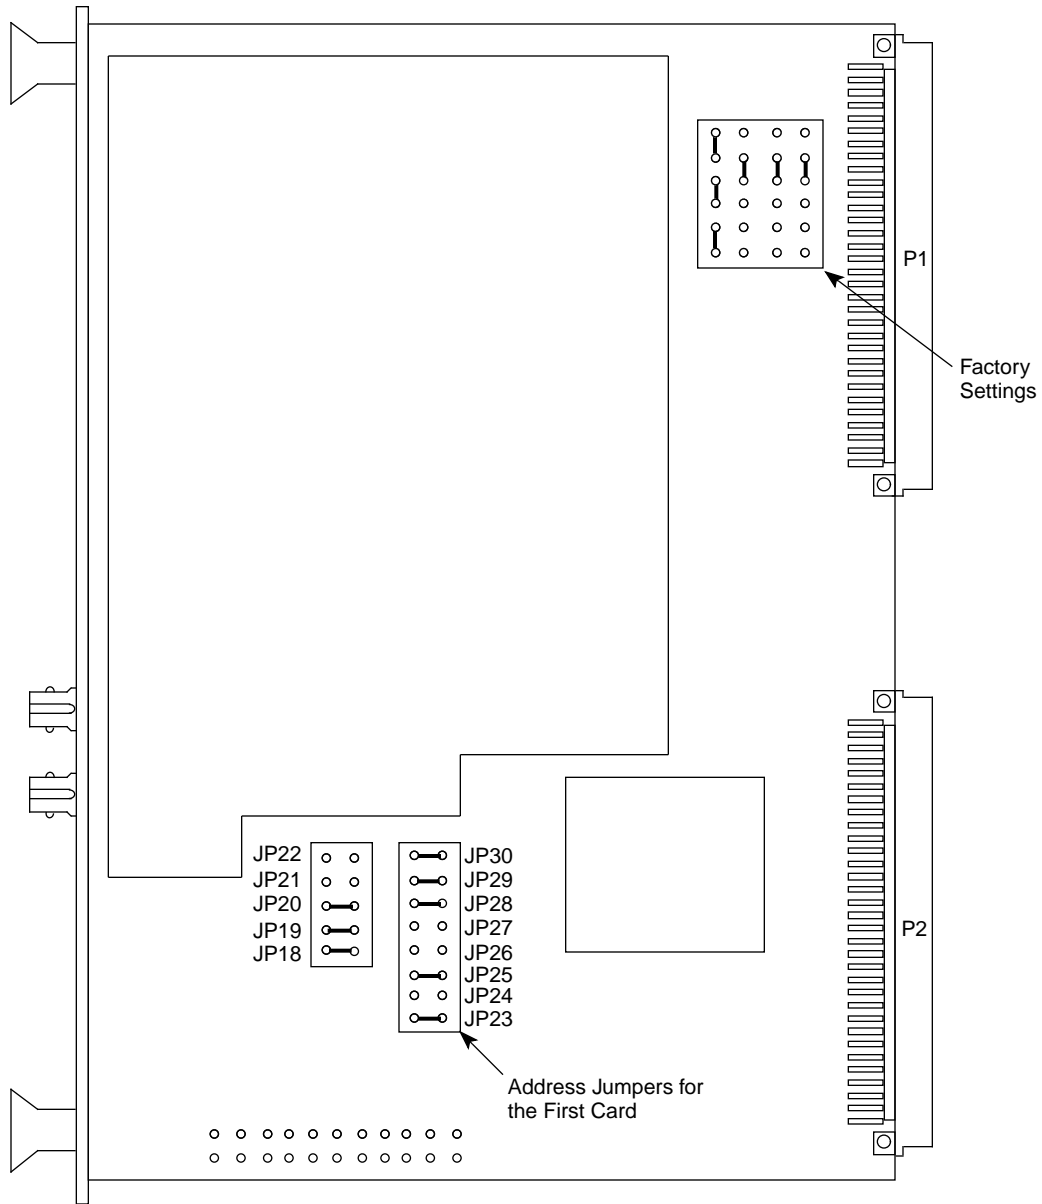 P1
Factory
Settings
JP22
JP21
JP20
JP19
JP18
JP30
JP29
JP28
JP27
JP26
JP25
JP24
JP23
P2
Address Jumpers for
the First Card